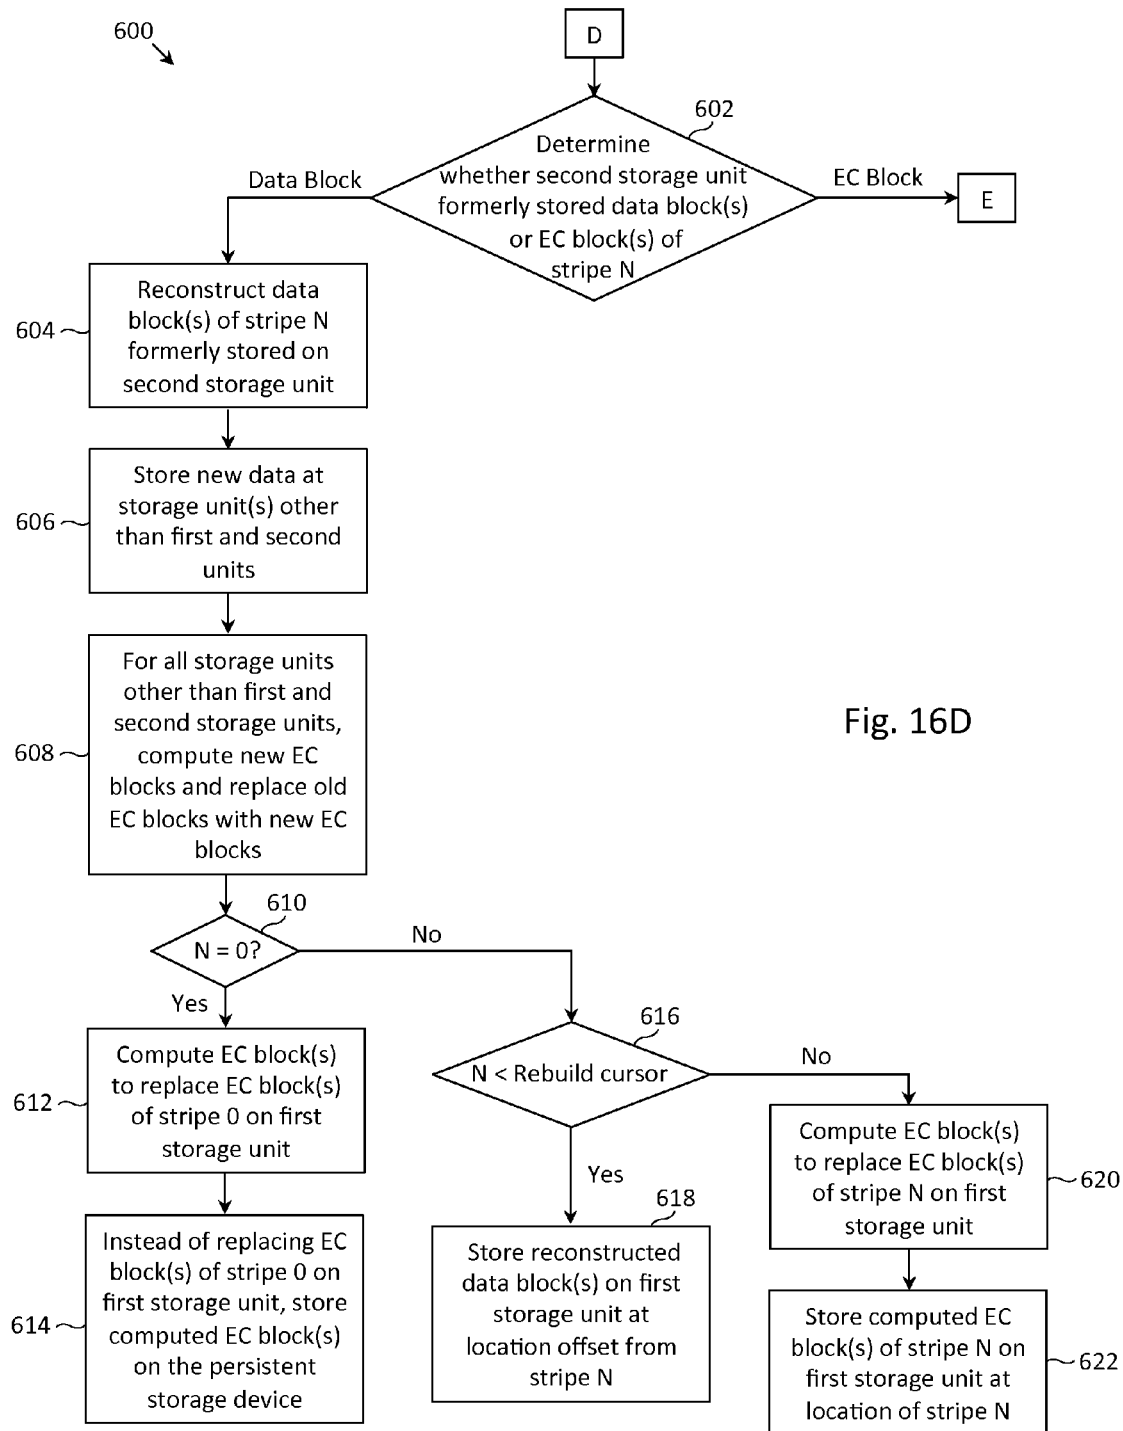 600
D
602
Determine
whether second storage unit
formerly stored data block(s)
or EC block(s) of
stripe N
Data Block
EC Block
E
604
Reconstruct data
block(s) of stripe N
formerly stored on
second storage unit
606
Store new data at
storage unit(s) other
than first and second
units
608
For all storage units
other than first and
second storage units,
compute new EC
blocks and replace old
EC blocks with new EC
blocks
Fig. 16D
610
N = 0?
No
Yes
612
Compute EC block(s)
to replace EC block(s)
of stripe 0 on first
storage unit
614
Instead of replacing EC
block(s) of stripe 0 on
first storage unit, store
computed EC block(s)
on the persistent
storage device
616
N < Rebuild cursor
No
Yes
618
Store reconstructed
data block(s) on first
storage unit at
location offset from
stripe N
Compute EC block(s)
to replace EC block(s)
of stripe N on first
storage unit
620
Store computed EC
block(s) of stripe N on
first storage unit at
location of stripe N
622